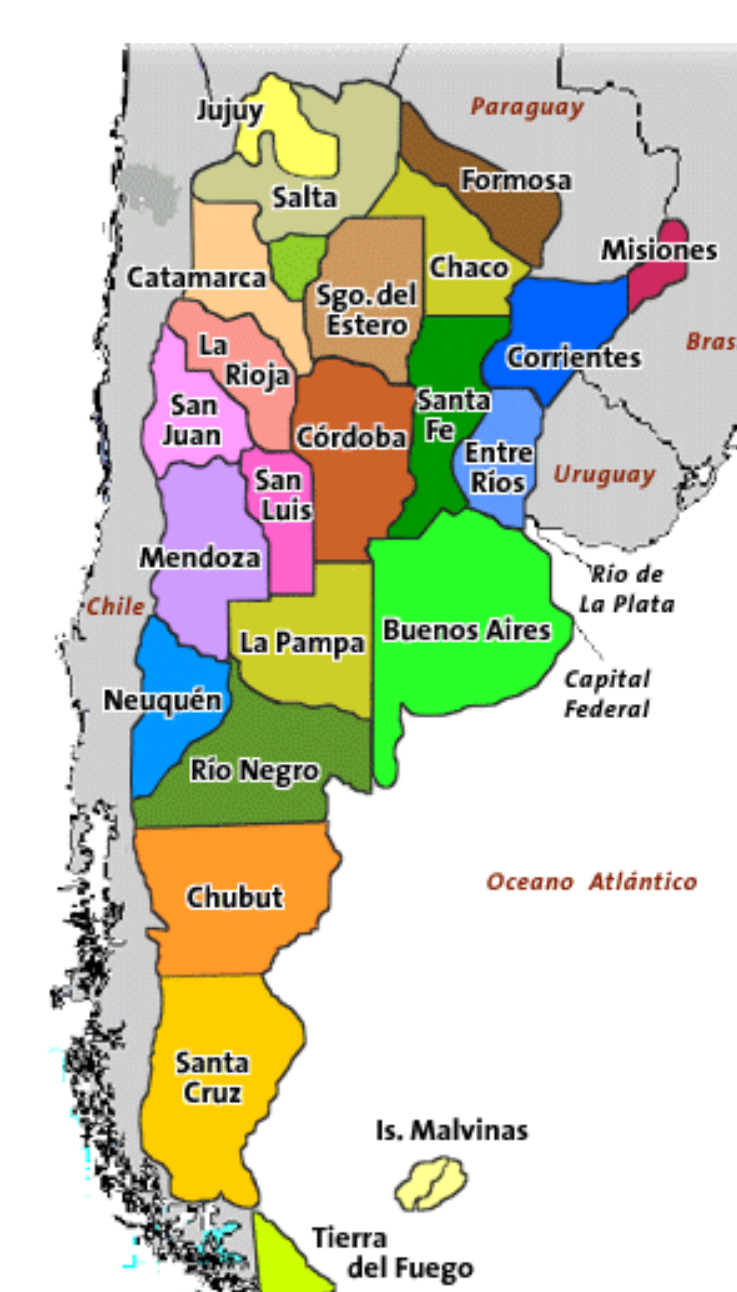 Jujuy
Paraguay
Formosa
Salta
Misiones
Chaco
Catamarca
Sgo. del
Estero
Bras
La
Rioja
Corrientes
San
Juan
Santa
Fe
Córdoba
Entre
Ríos
Uruguay
San
Luis
Mendoza
Río de
La Plata
Chile
La Pampa
Buenos Aires
Capital
Federal
Neuquén
Río Negro
Oceano Atlántico
Chubut
Santa
Cruz
Is. Malvinas
Tierra
del Fuego